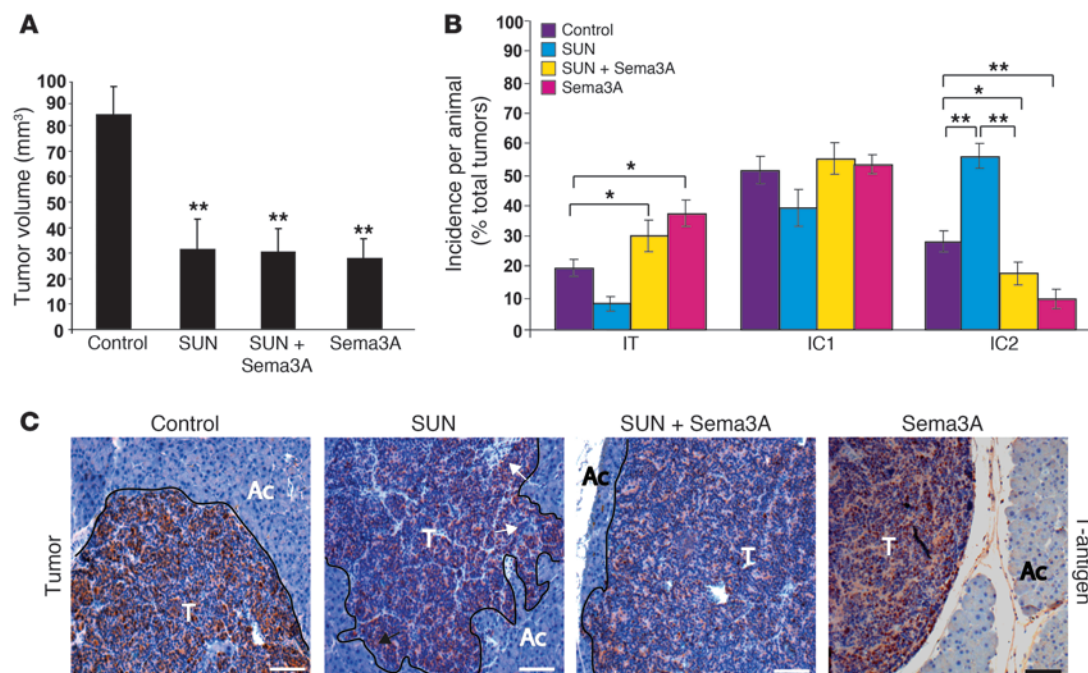 A
Tumor volume (mm³)
100
90
80
70
60
50
40
30
20
10
0
**
**
**
Control
SUN
SUN +
Sema3A
Sema3A
B
Incidence per animal
(% total tumors)
100
90
80
70
60
50
40
30
20
10
0
Control
SUN
SUN + Sema3A
Sema3A
*
*
**
*
**
**
IT
IC1
IC2
C
Control
SUN
SUN + Sema3A
Sema3A
Tumor
Ac
T
T
Ac
Ac
T
T
Ac
T-antigen